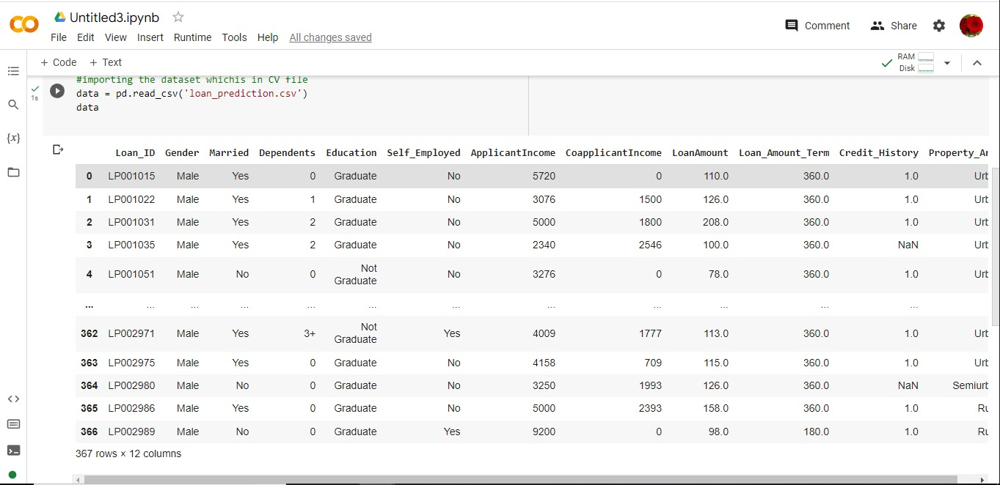 Untitled3.ipynb
File Edit View Insert Runtime Tools Help All changes saved
Comment Share
+ Code + Text
RAM
Disk
#importing the dataset whichis in CV file
data = pd.read_csv('loan_prediction.csv')
data
1s
{x}
Loan_ID Gender Married Dependents Education Self_Employed ApplicantIncome CoapplicantIncome LoanAmount Loan_Amount_Term Credit_History Property_Ar
0 LP001015 Male Yes 0 Graduate No 5720 0 110.0 360.0 1.0 Urb
1 LP001022 Male Yes 1 Graduate No 3076 1500 126.0 360.0 1.0 Urb
2 LP001031 Male Yes 2 Graduate No 5000 1800 208.0 360.0 1.0 Urb
3 LP001035 Male Yes 2 Graduate No 2340 2546 100.0 360.0 NaN Urb
4 LP001051 Male No 0 Not Graduate No 3276 0 78.0 360.0 1.0 Urb
... ... ... ... ... ... ... ... ... ... ... ...
362 LP002971 Male Yes 3+ Not Graduate Yes 4009 1777 113.0 360.0 1.0 Urb
363 LP002975 Male Yes 0 Graduate No 4158 709 115.0 360.0 1.0 Urb
364 LP002980 Male No 0 Graduate No 3250 1993 126.0 360.0 NaN Semiurb
365 LP002986 Male Yes 0 Graduate No 5000 2393 158.0 360.0 1.0 Ru
366 LP002989 Male No 0 Graduate Yes 9200 0 98.0 180.0 1.0 Ru
367 rows × 12 columns